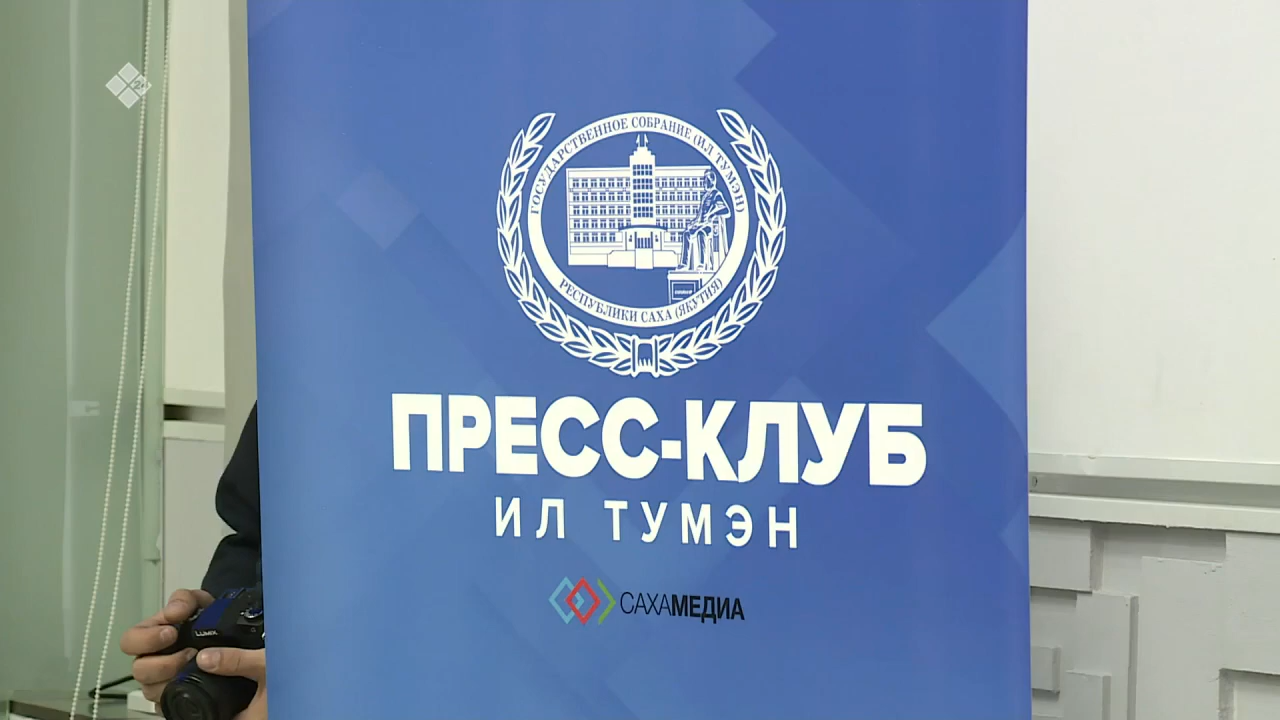 ГОСУДАРСТВЕННОЕ СОБРАНИЕ (ИЛ ТУМЭН)
РЕСПУБЛИКИ САХА (ЯКУТИЯ)
ПРЕСС-КЛУБ
ИЛ ТУМЭН
САХАМЕДИА
LUMIX